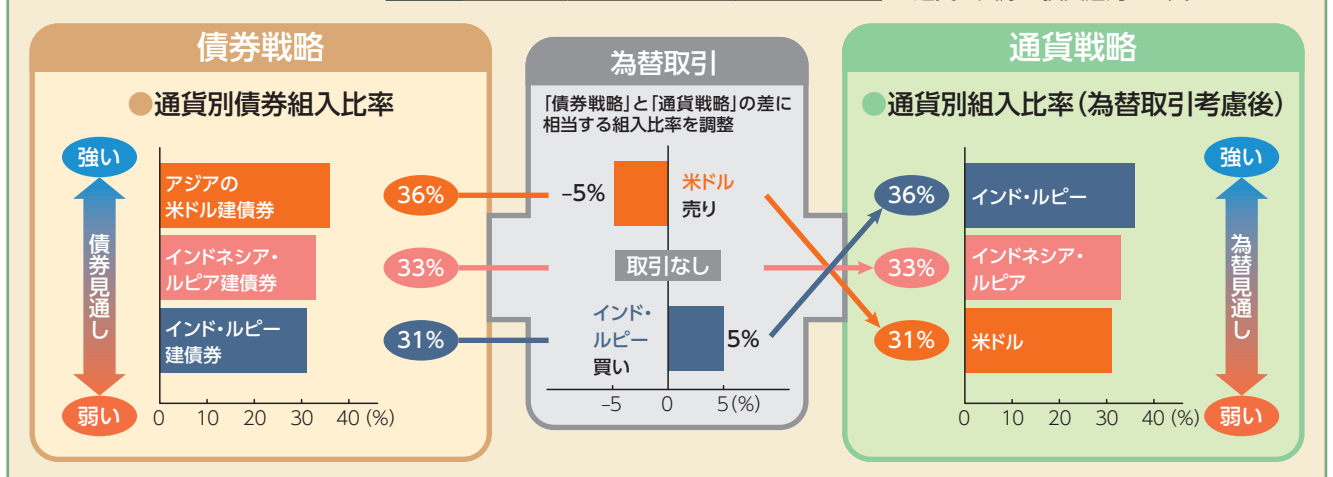 債券戦略
●通貨別債券組入比率
強い
債券見通し
弱い
アジアの
米ドル建債券
インドネシア・
ルピア建債券
インド・ルピー
建債券
0 10 20 30 40 (%)
36%
33%
31%
為替取引
「債券戦略」と「通貨戦略」の差に
相当する組入比率を調整
–5%
米ドル
売り
取引なし
インド・
ルピー
買い
5%
–5 0 5(%)
通貨戦略
●通貨別組入比率(為替取引考慮後)
36%
33%
31%
インド・ルピー
インドネシア・
ルピア
米ドル
0 10 20 30 40 (%)
強い
為替見通し
弱い